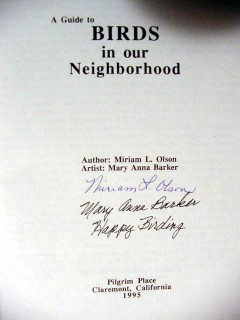 A Guide to
BIRDS
in our
Neighborhood
Author: Miriam L. Olson
Artist: Mary Anna Barker
Miriam L. Olson
Mary Anna Barker
Happy Birding
Pilgrim Place
Claremont, California
1995